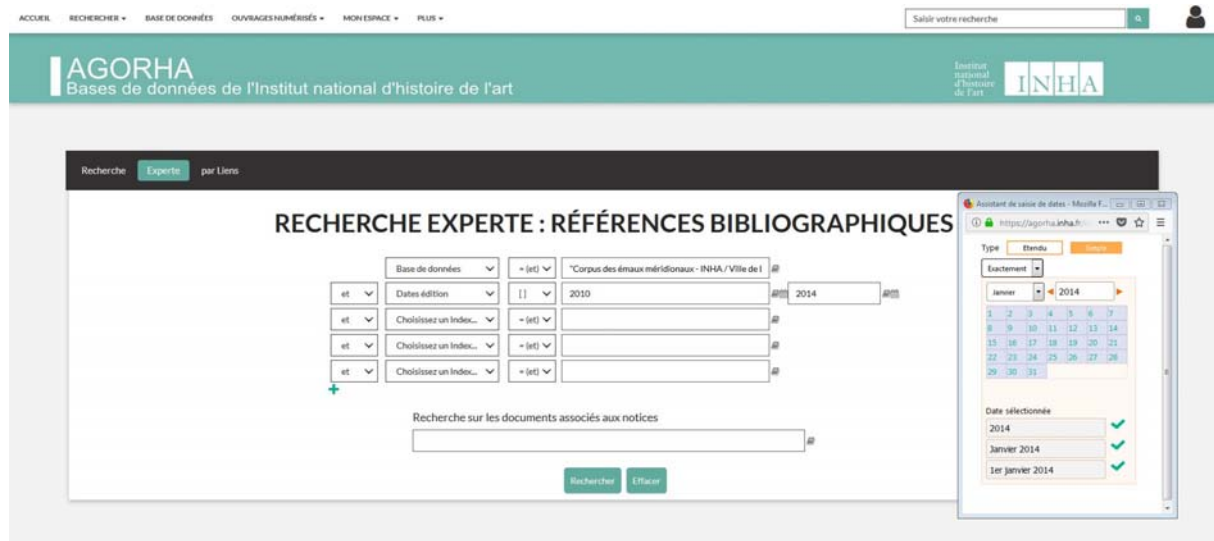 ACCUEIL RECHERCHER BASE DE DONNÉES OUVRAGES NUMÉRISÉS MON ESPACE PLUS Saisir votre recherche
AGORHA
Bases de données de l'Institut national d'histoire de l'art
Institut
national
d'histoire
de l'art
INHA
Recherche Experte par Liens
RECHERCHE EXPERTE : RÉFÉRENCES BIBLIOGRAPHIQUES
Base de données = (et) "Corpus des émaux méridionaux - INHA / Ville de l
et Dates édition [ ] 2010 2014
et Choisissez un Index... = (et)
et Choisissez un Index... = (et)
et Choisissez un Index... = (et)
Recherche sur les documents associés aux notices
Rechercher Effacer
Assistant de saisie de dates - Mozilla F...
https://agorha.inha.fr/
Type Etendu Simple
Exactement
Janvier 2014
1 2 3 4 5 6 7
8 9 10 11 12 13 14
15 16 17 18 19 20 21
22 23 24 25 26 27 28
29 30 31
Date sélectionnée
2014
Janvier 2014
1er janvier 2014